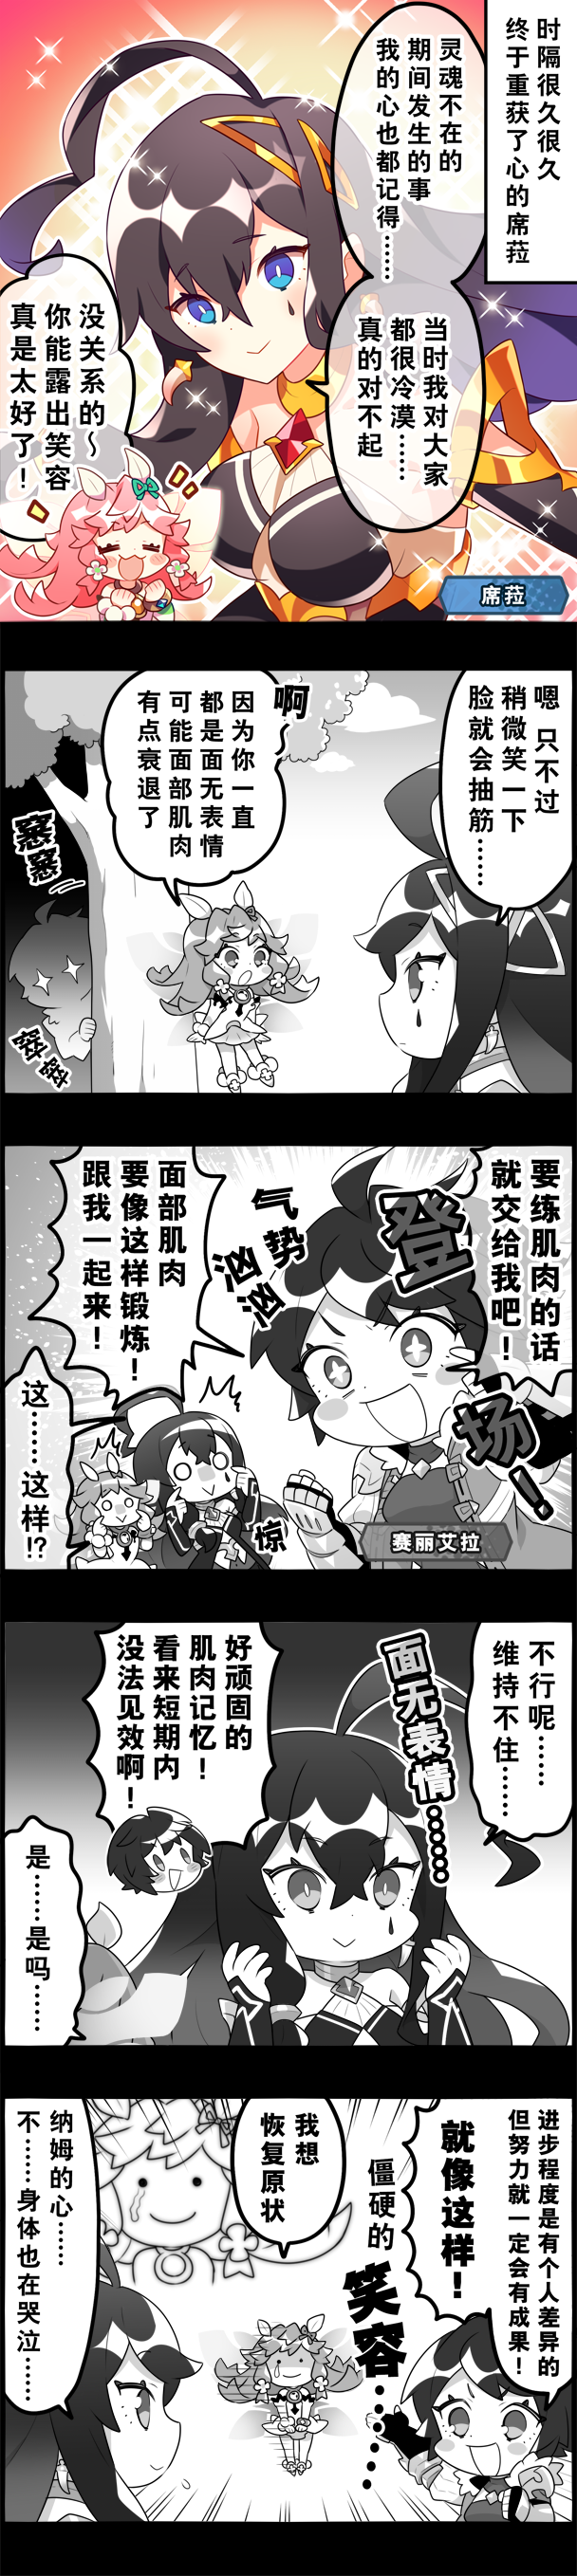 时隔很久很久
终于重获了心的席菈
灵魂不在的
期间发生的事
我的心也都记得……
当时我对大家
都很冷漠……
真的对不起
没关系的~
你能露出笑容
真是太好了！
席菈
嗯 只不过
稍微笑一下
脸就会抽筋……
啊~
因为你一直
都是面无表情
可能面部肌肉
有点衰退了
窸窸
窣窣
要练肌肉的话
就交给我吧！
登场！
气势
汹汹
面部肌肉
要像这样锻炼！
跟我一起来！
这……这样!?
惊
赛丽艾拉
不行呢……
维持不住……
面无表情……
好顽固的
肌肉记忆！
看来短期内
没法见效啊！
是……是吗……
进步程度是有个人差异的
但努力就一定会有成果！
就像这样！
僵硬的
笑容……
我想
恢复原状
纳姆的心……
不……身体也在哭泣……